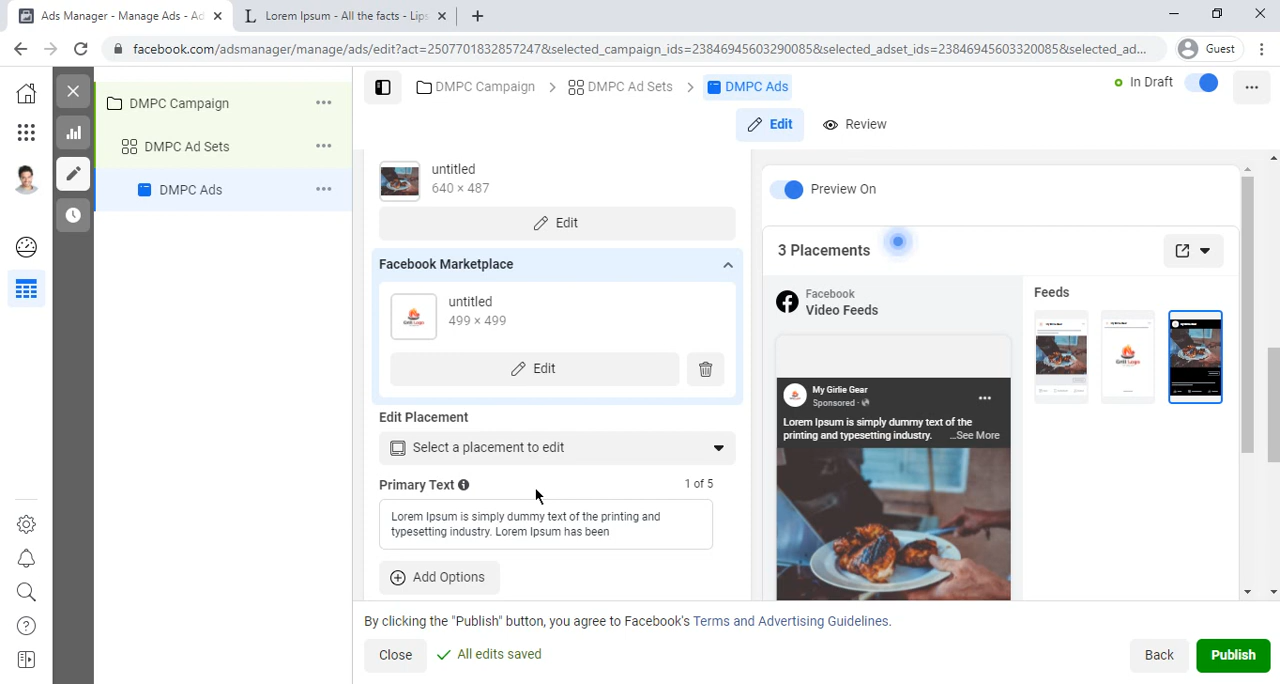 Ads Manager - Manage Ads - Ad
Lorem Ipsum - All the facts - Lips
facebook.com/adsmanager/manage/ads/edit?act=250770183285724​7&selected_campaign_ids=23846945603290085&selected_adset_ids=23846945603320085&selected_ad...
Guest
DMPC Campaign
DMPC Ad Sets
DMPC Ads
DMPC Campaign
DMPC Ad Sets
DMPC Ads
In Draft
Edit
Review
untitled
640 × 487
Edit
Facebook Marketplace
untitled
499 × 499
Edit
Edit Placement
Select a placement to edit
Primary Text
1 of 5
Lorem Ipsum is simply dummy text of the printing and
typesetting industry. Lorem Ipsum has been
Add Options
Preview On
3 Placements
Facebook
Video Feeds
Feeds
My Girlie Gear
Sponsored ·
Lorem Ipsum is simply dummy text of the
printing and typesetting industry. ...See More
By clicking the "Publish" button, you agree to Facebook's Terms and Advertising Guidelines.
Close
All edits saved
Back
Publish